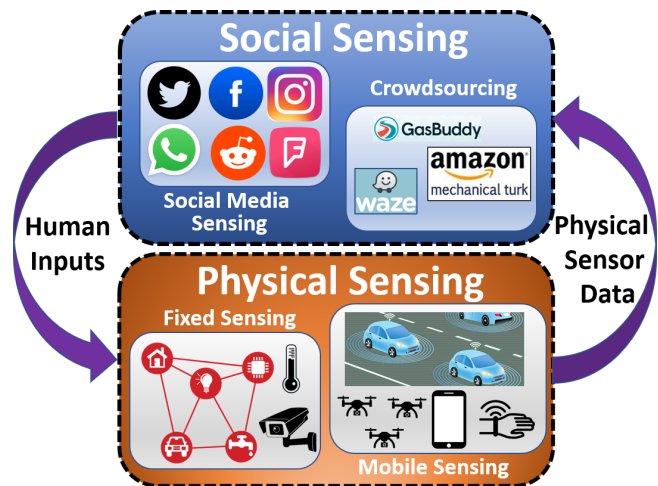 Social Sensing
Social Media
Sensing
Crowdsourcing
GasBuddy
waze
amazon
mechanical turk
Human
Inputs
Physical
Sensor
Data
Physical Sensing
Fixed Sensing
Mobile Sensing